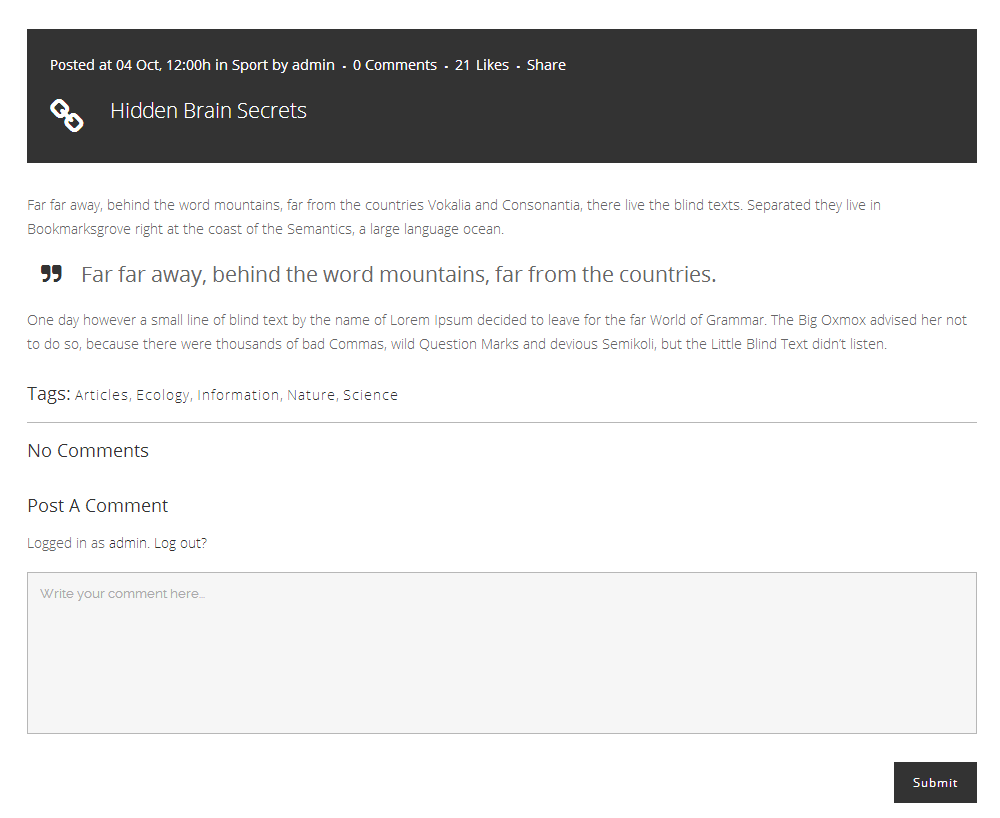 Posted at 04 Oct, 12:00h in Sport by admin • 0 Comments • 21 Likes • Share
Hidden Brain Secrets
Far far away, behind the word mountains, far from the countries Vokalia and Consonantia, there live the blind texts. Separated they live in
Bookmarksgrove right at the coast of the Semantics, a large language ocean.
Far far away, behind the word mountains, far from the countries.
One day however a small line of blind text by the name of Lorem Ipsum decided to leave for the far World of Grammar. The Big Oxmox advised her not
to do so, because there were thousands of bad Commas, wild Question Marks and devious Semikoli, but the Little Blind Text didn’t listen.
Tags: Articles, Ecology, Information, Nature, Science
No Comments
Post A Comment
Logged in as admin. Log out?
Write your comment here...
Submit